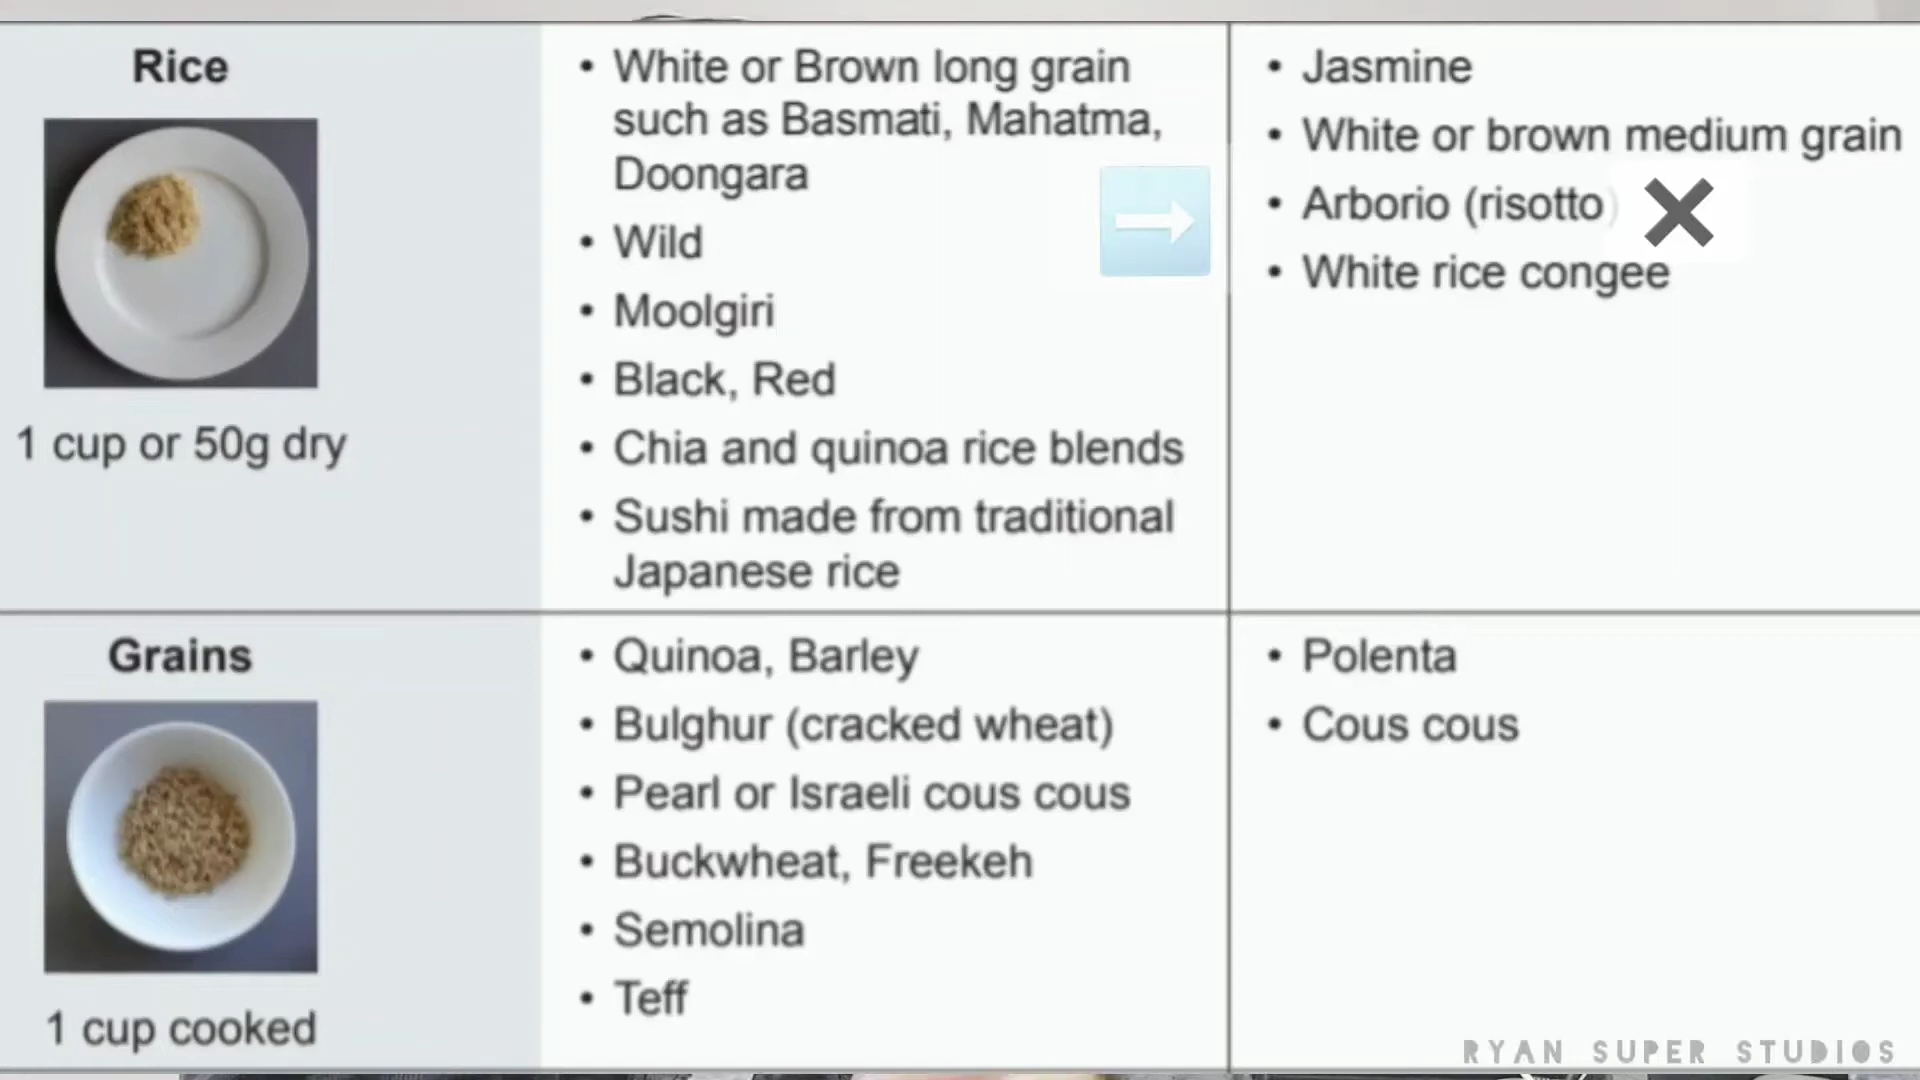 Rice
1 cup or 50g dry
• White or Brown long grain
such as Basmati, Mahatma,
Doongara
• Wild
• Moolgiri
• Black, Red
• Chia and quinoa rice blends
• Sushi made from traditional
Japanese rice
• Jasmine
• White or brown medium grain
• Arborio (risotto)
• White rice congee
Grains
1 cup cooked
• Quinoa, Barley
• Bulghur (cracked wheat)
• Pearl or Israeli cous cous
• Buckwheat, Freekeh
• Semolina
• Teff
• Polenta
• Cous cous
RYAN SUPER STUDIOS